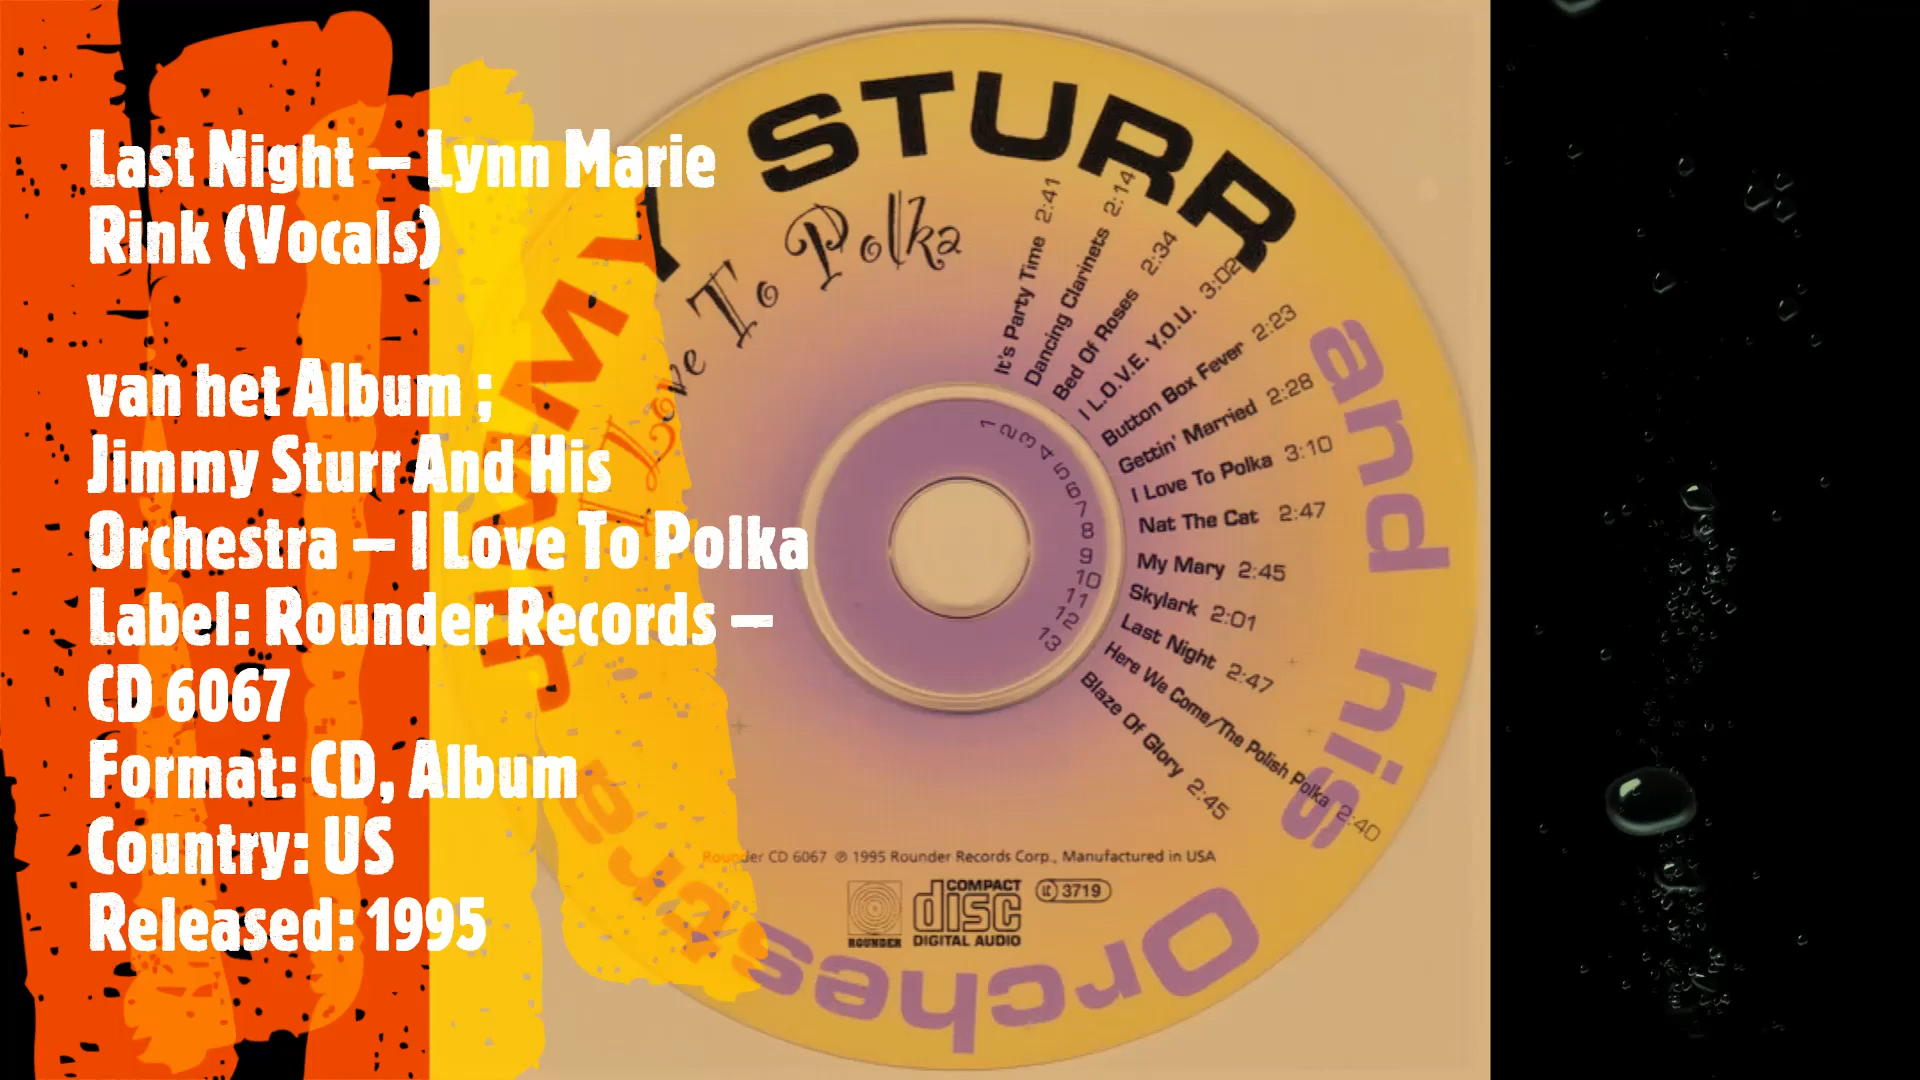 Last Night – Lynn Marie
Rink (Vocals)
van het Album ;
Jimmy Sturr And His
Orchestra – I Love To Polka
Label: Rounder Records –
CD 6067
Format: CD, Album
Country: US
Released: 1995
JIMMY STURR
and his
Orchestra
I Love To Polka
1 It's Party Time 2:41
2 Dancing Clarinets 2:14
3 Bed Of Roses 2:34
4 I L.O.V.E. Y.O.U. 3:02
5 Button Box Fever 2:23
6 Gettin' Married 2:28
7 I Love To Polka 3:10
8 Nat The Cat 2:47
9 My Mary 2:45
10 Skylark 2:01
11 Last Night 2:47
12 Here We Come/The Polish Polka 2:40
13 Blaze Of Glory 2:45
Rounder CD 6067 ℗ 1995 Rounder Records Corp., Manufactured in USA
ROUNDER
COMPACT
disc
DIGITAL AUDIO
LC 3719